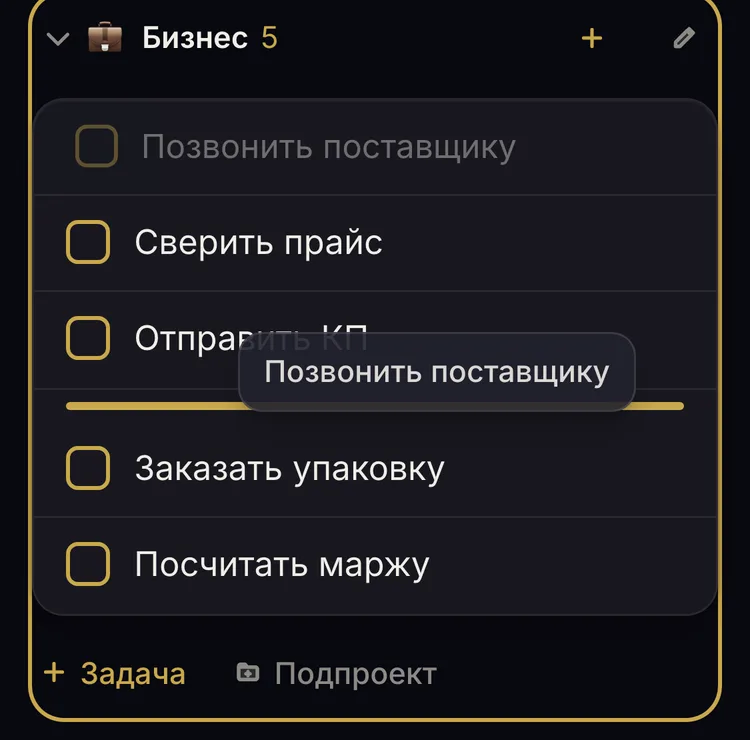 Бизнес 5
Позвонить поставщику
Сверить прайс
Отправить КП
Позвонить поставщику
Заказать упаковку
Посчитать маржу
+ Задача Подпроект